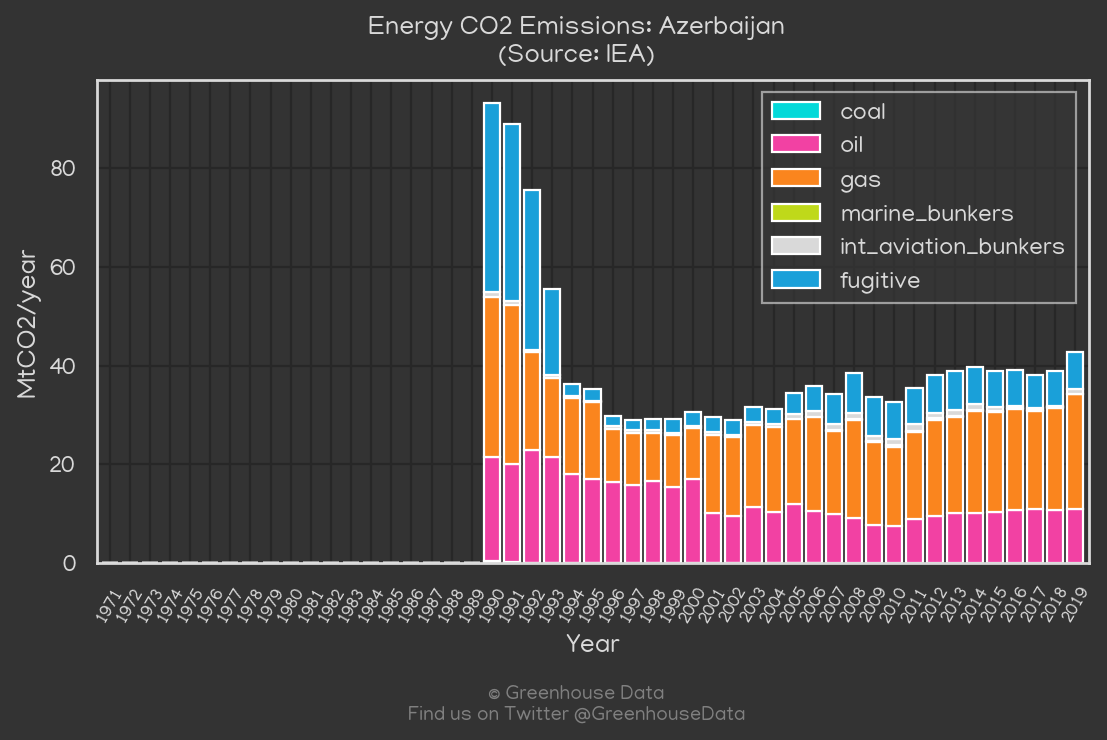 Energy CO2 Emissions: Azerbaijan
(Source: IEA)
coal
oil
gas
marine_bunkers
int_aviation_bunkers
fugitive
MtCO2/year
80
60
40
20
0
1971 1972 1973 1974 1975 1976 1977 1978 1979 1980 1981 1982 1983 1984 1985 1986 1987 1988 1989 1990 1991 1992 1993 1994 1995 1996 1997 1998 1999 2000 2001 2002 2003 2004 2005 2006 2007 2008 2009 2010 2011 2012 2013 2014 2015 2016 2017 2018 2019
Year
© Greenhouse Data
Find us on Twitter @GreenhouseData